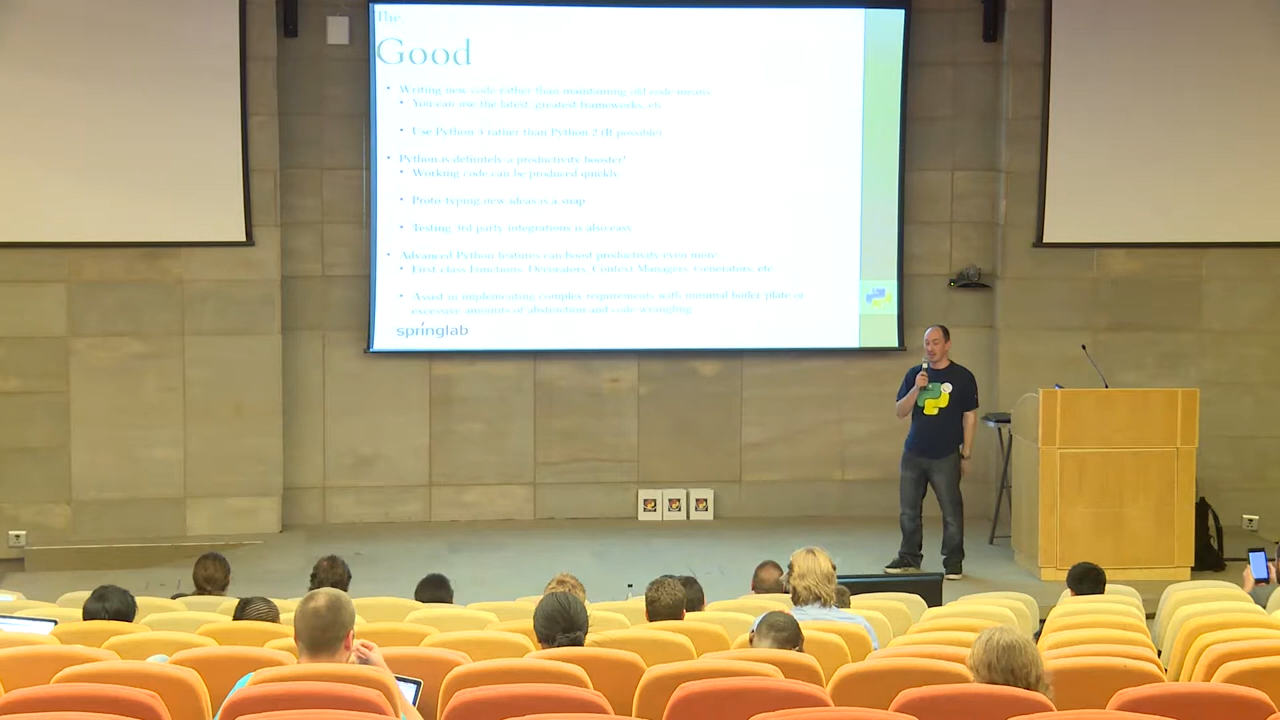 The
Good
• Writing new code rather than maintaining old code means
• You can use the latest, greatest frameworks, etc
• Use Python 3 rather than Python 2 (If possible)
• Python is definitely a productivity booster!
• Working code can be produced quickly
• Proto-typing new ideas is a snap
• Testing 3rd party integrations is also easy
• Advanced Python features can boost productivity even more
• First-class Functions, Decorators, Context Managers, Generators, etc
• Assist in implementing complex requirements with minimal boiler plate or
excessive amounts of abstraction and code wrangling
springlab